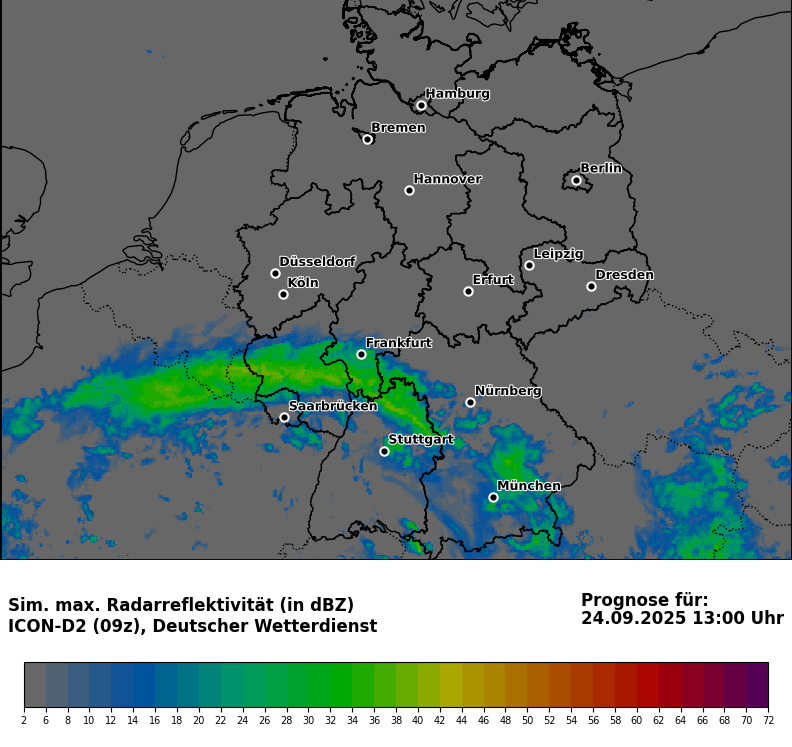 Hamburg
Bremen
Berlin
Hannover
Leipzig
Düsseldorf
Dresden
Köln
Erfurt
Frankfurt
Nürnberg
Saarbrücken
Stuttgart
München
Sim. max. Radarreflektivität (in dBZ)
ICON-D2 (09z), Deutscher Wetterdienst
Prognose für:
24.09.2025 13:00 Uhr
2 6 8 10 12 14 16 18 20 22 24 26 28 30 32 34 36 38 40 42 44 46 48 50 52 54 56 58 60 62 64 66 68 70 72